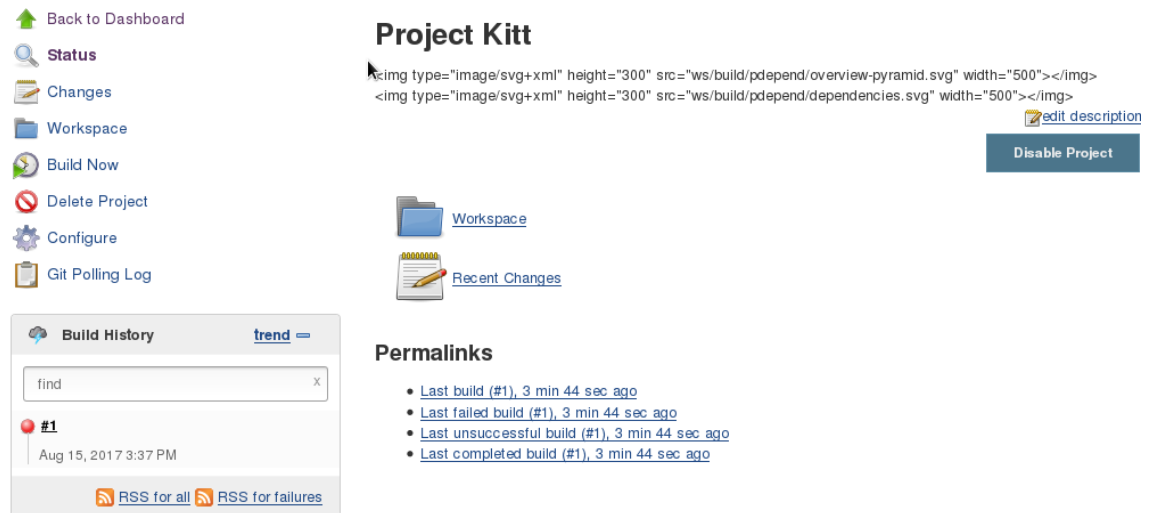 Back to Dashboard
Status
Changes
Workspace
Build Now
Delete Project
Configure
Git Polling Log
Build History trend
find x
#1
Aug 15, 2017 3:37 PM
RSS for all RSS for failures
Project Kitt
<img type="image/svg+xml" height="300" src="ws/build/pdepend/overview-pyramid.svg" width="500"></img>
<img type="image/svg+xml" height="300" src="ws/build/pdepend/dependencies.svg" width="500"></img>
edit description
Disable Project
Workspace
Recent Changes
Permalinks
Last build (#1), 3 min 44 sec ago
Last failed build (#1), 3 min 44 sec ago
Last unsuccessful build (#1), 3 min 44 sec ago
Last completed build (#1), 3 min 44 sec ago